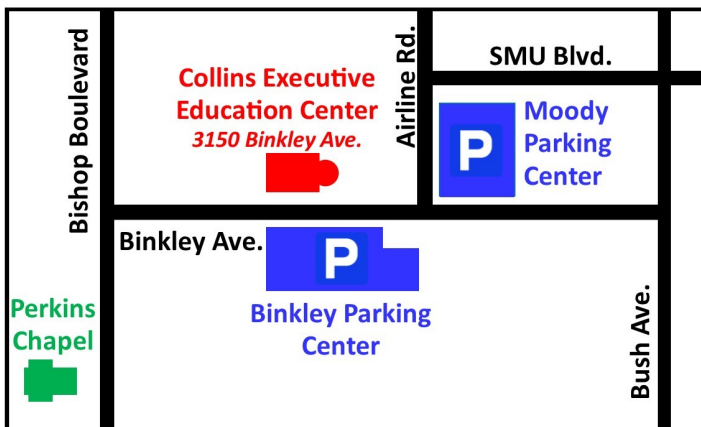 Bishop Boulevard
Collins Executive
Education Center
3150 Binkley Ave.
Airline Rd.
SMU Blvd.
P
Moody
Parking
Center
Binkley Ave.
P
Binkley Parking
Center
Perkins
Chapel
Bush Ave.